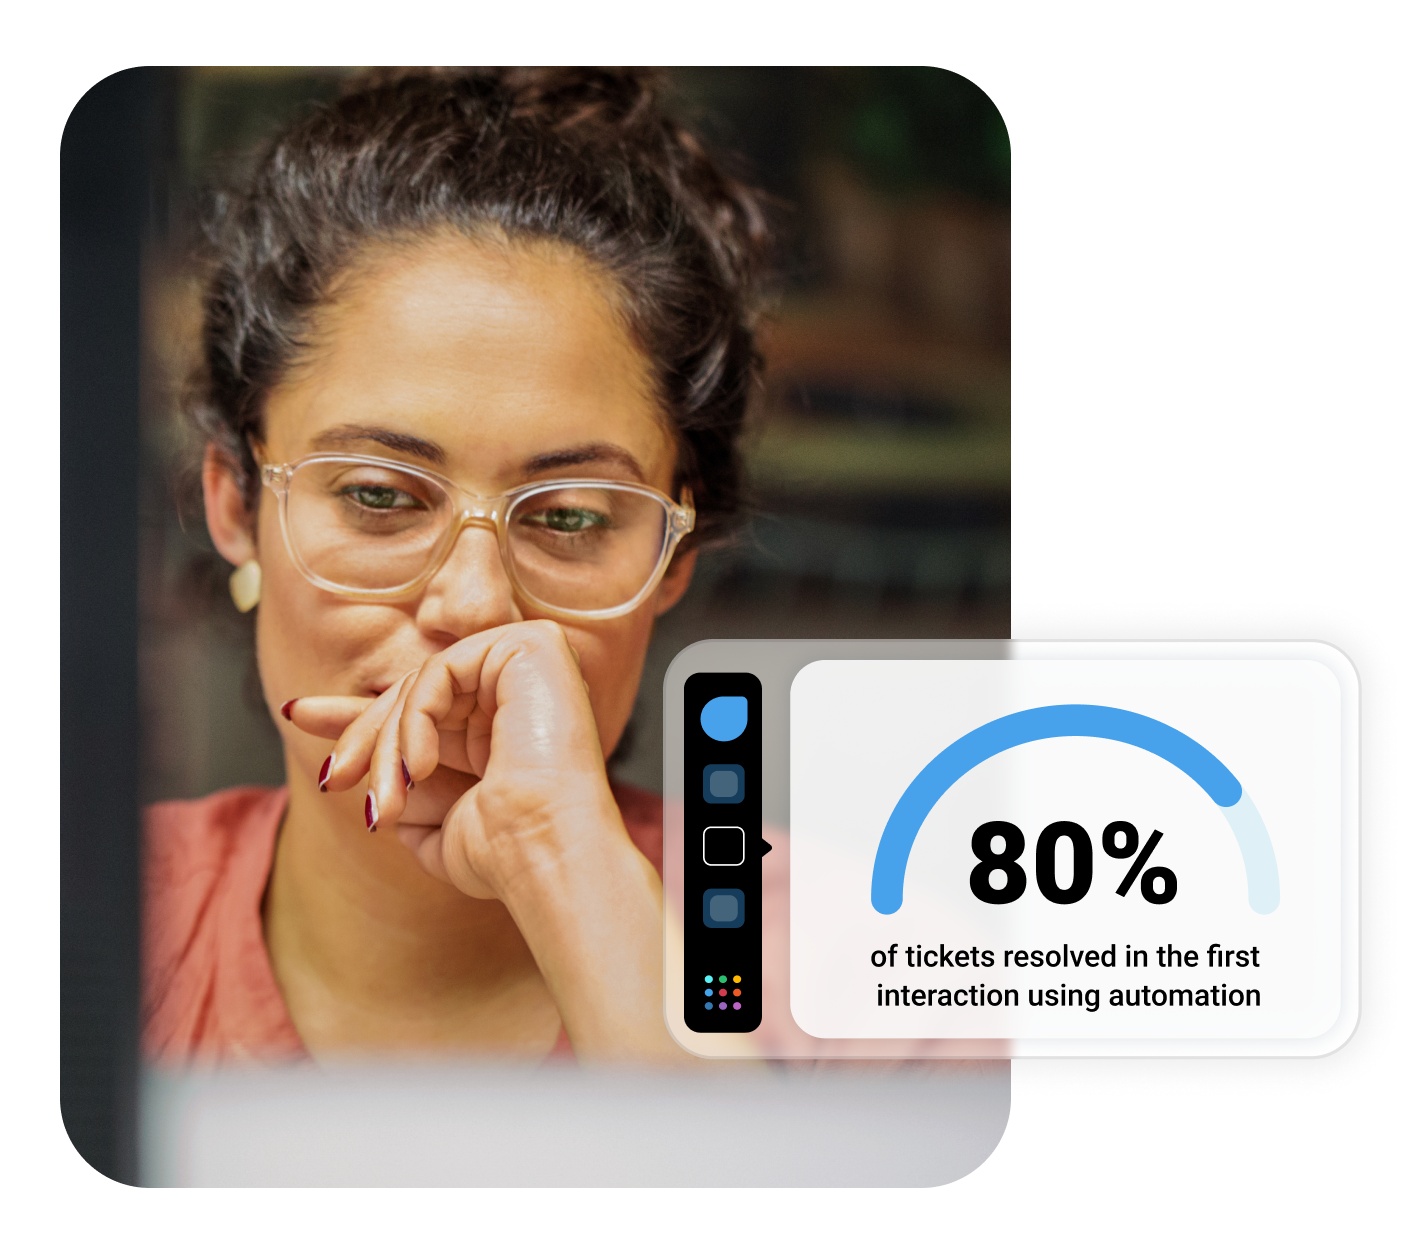 80%
of tickets resolved in the first
interaction using automation